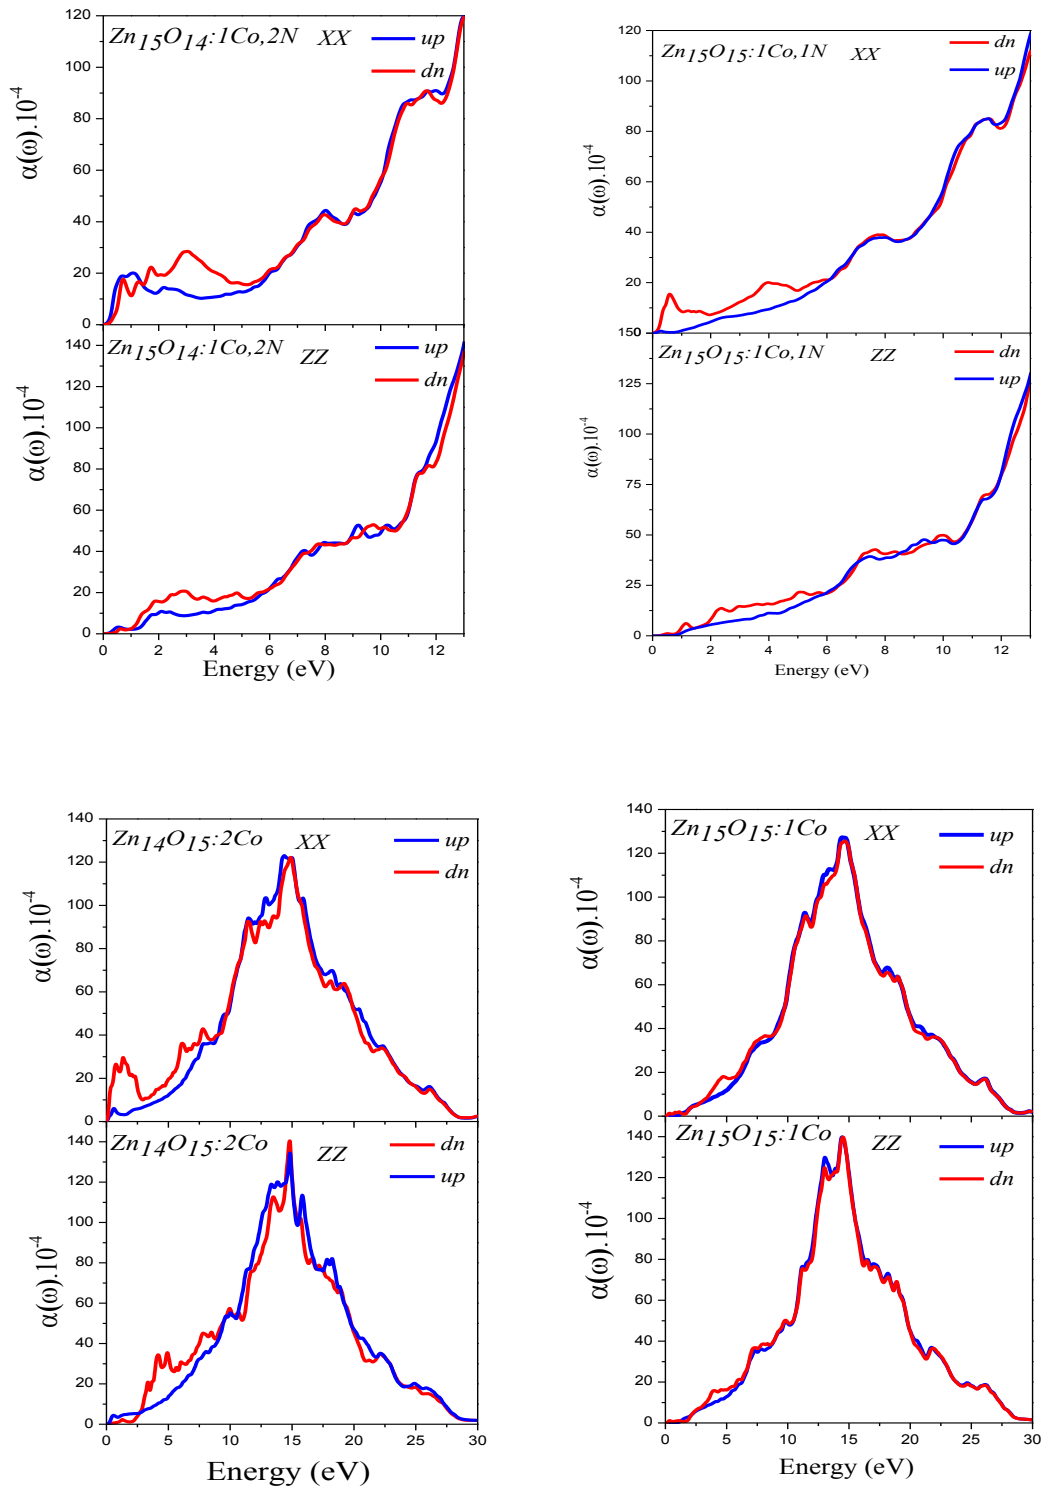 Zn15O14:1Co,2N XX
up
dn
α(ω).10-4
120
100
80
60
40
20
0
Zn15O14:1Co,2N ZZ
up
dn
α(ω).10-4
140
120
100
80
60
40
20
0
0 2 4 6 8 10 12
Energy (eV)
Zn15O15:1Co,1N XX
dn
up
α(ω).10-4
120
100
80
60
40
20
0
Zn15O15:1Co,1N ZZ
dn
up
α(ω).10-4
150
125
100
75
50
25
0
0 2 4 6 8 10 12
Energy (eV)
Zn14O15:2Co XX
up
dn
α(ω).10-4
140
120
100
80
60
40
20
0
Zn14O15:2Co ZZ
dn
up
α(ω).10-4
140
120
100
80
60
40
20
0
0 5 10 15 20 25 30
Energy (eV)
Zn15O15:1Co XX
up
dn
α(ω).10-4
140
120
100
80
60
40
20
0
Zn15O15:1Co ZZ
up
dn
α(ω).10-4
140
120
100
80
60
40
20
0
0 5 10 15 20 25 30
Energy (eV)